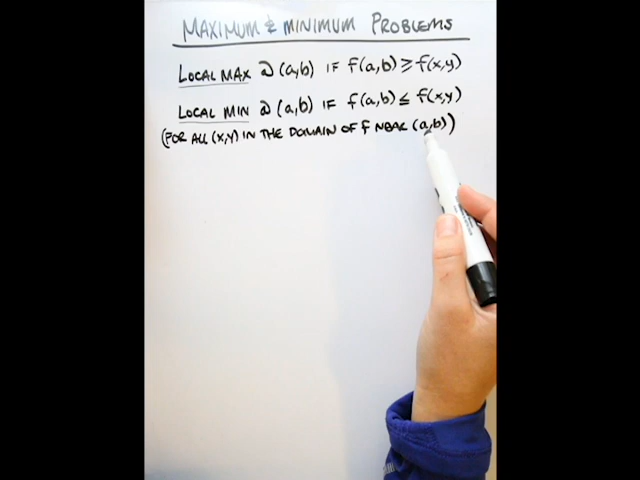 MAXIMUM & MINIMUM PROBLEMS
LOCAL MAX @ (a,b) IF f(a,b) ≥ f(x,y)
LOCAL MIN @ (a,b) IF f(a,b) ≤ f(x,y)
(FOR ALL (x,y) IN THE DOMAIN OF f NEAR (a,b))